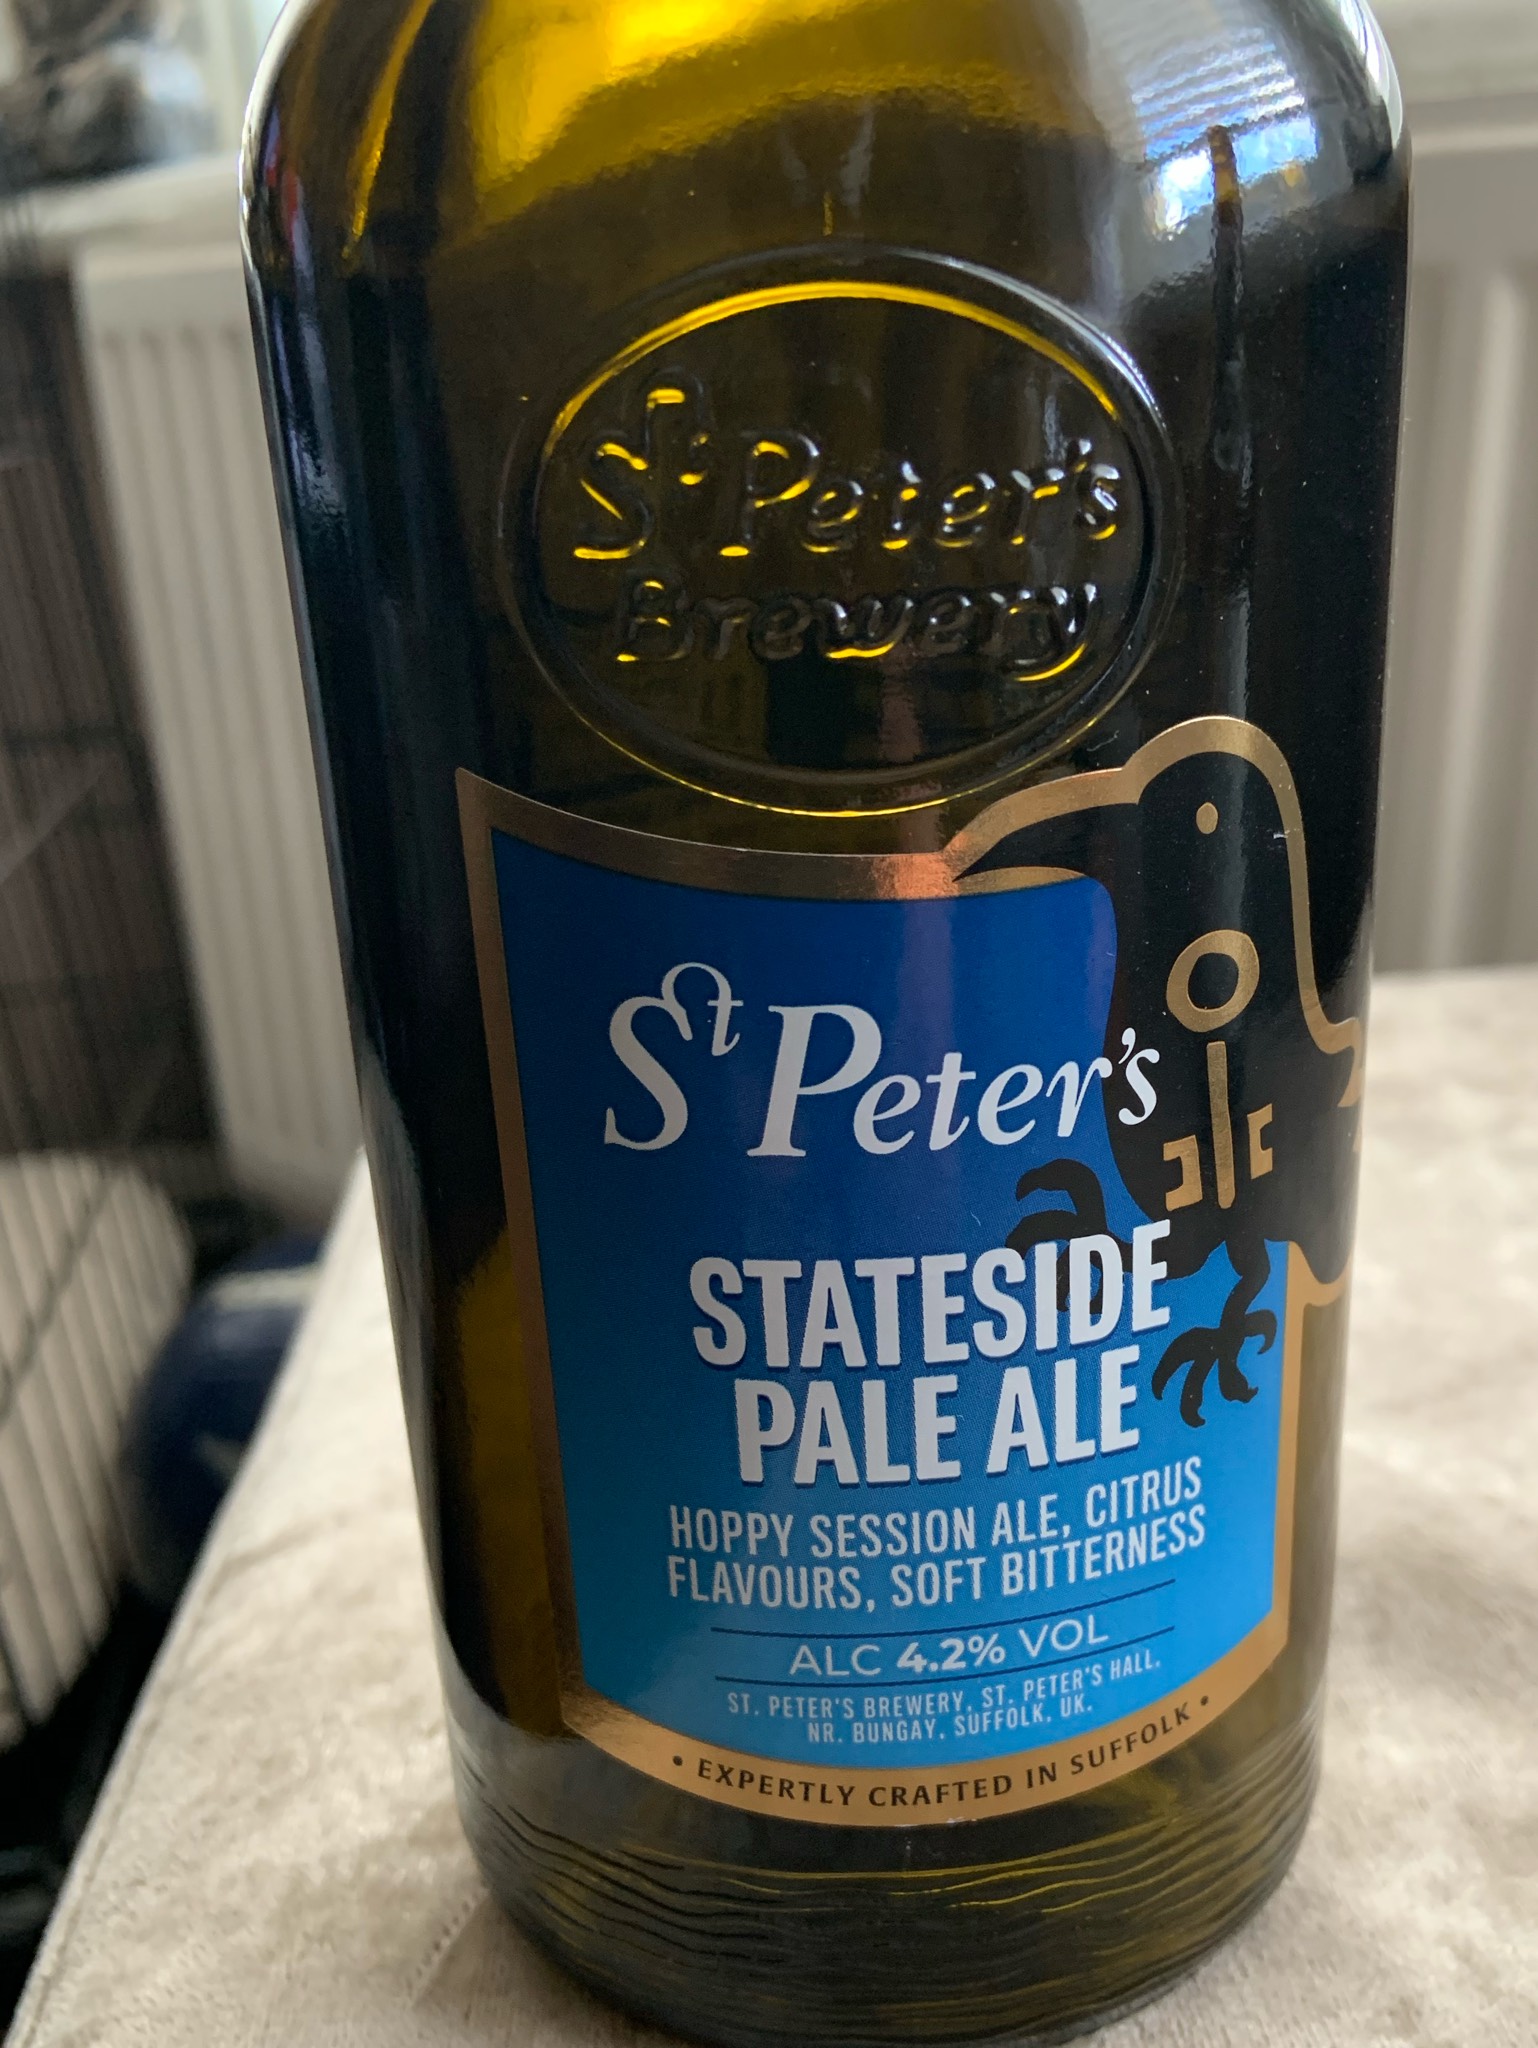 St Peter's
Brewery
St Peter's
STATESIDE
PALE ALE
HOPPY SESSION ALE, CITRUS
FLAVOURS, SOFT BITTERNESS
ALC 4.2% VOL
ST. PETER'S BREWERY, ST. PETER'S HALL,
NR. BUNGAY, SUFFOLK, UK.
• EXPERTLY CRAFTED IN SUFFOLK •